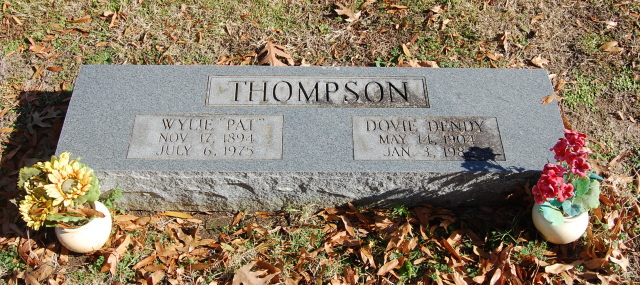 THOMPSON
WYLIE "PAT"
NOV. 17, 1894
JULY 6, 1975
DOVIE DENDY
MAY 14,
JAN. 3,